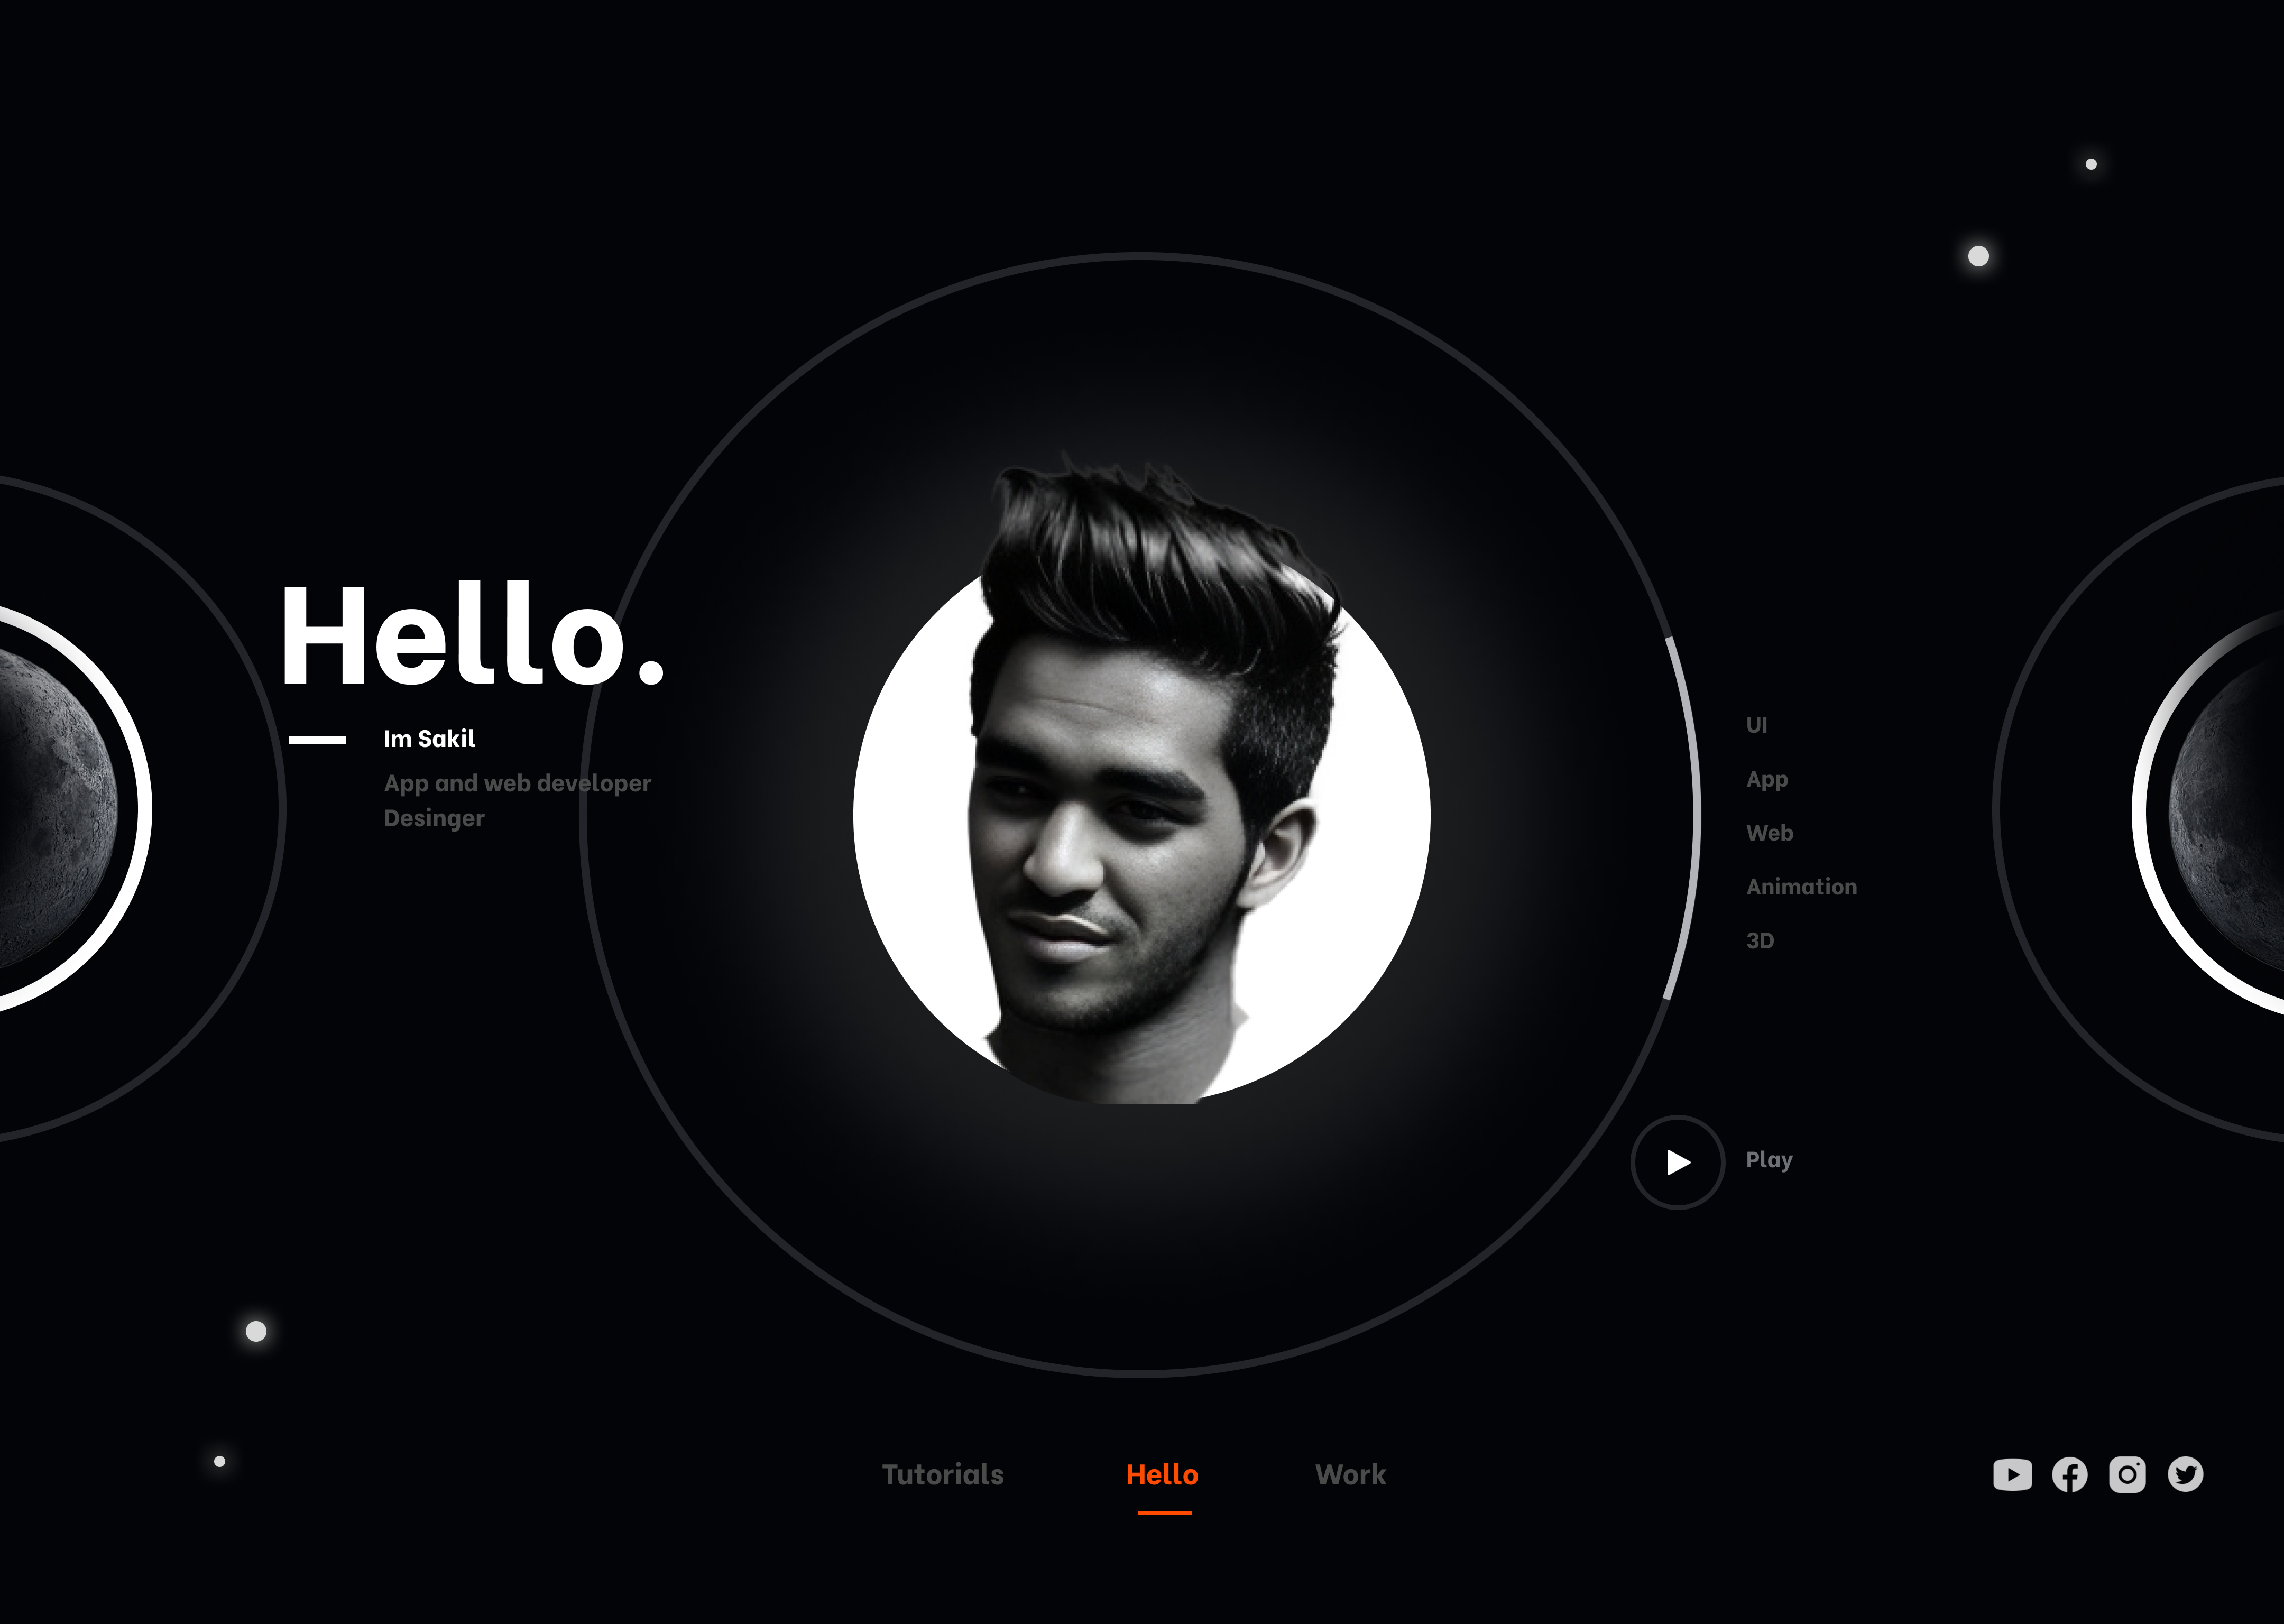 Hello.
Im Sakil
App and web developer
Desinger
UI
App
Web
Animation
3D
Play
Tutorials
Hello
Work